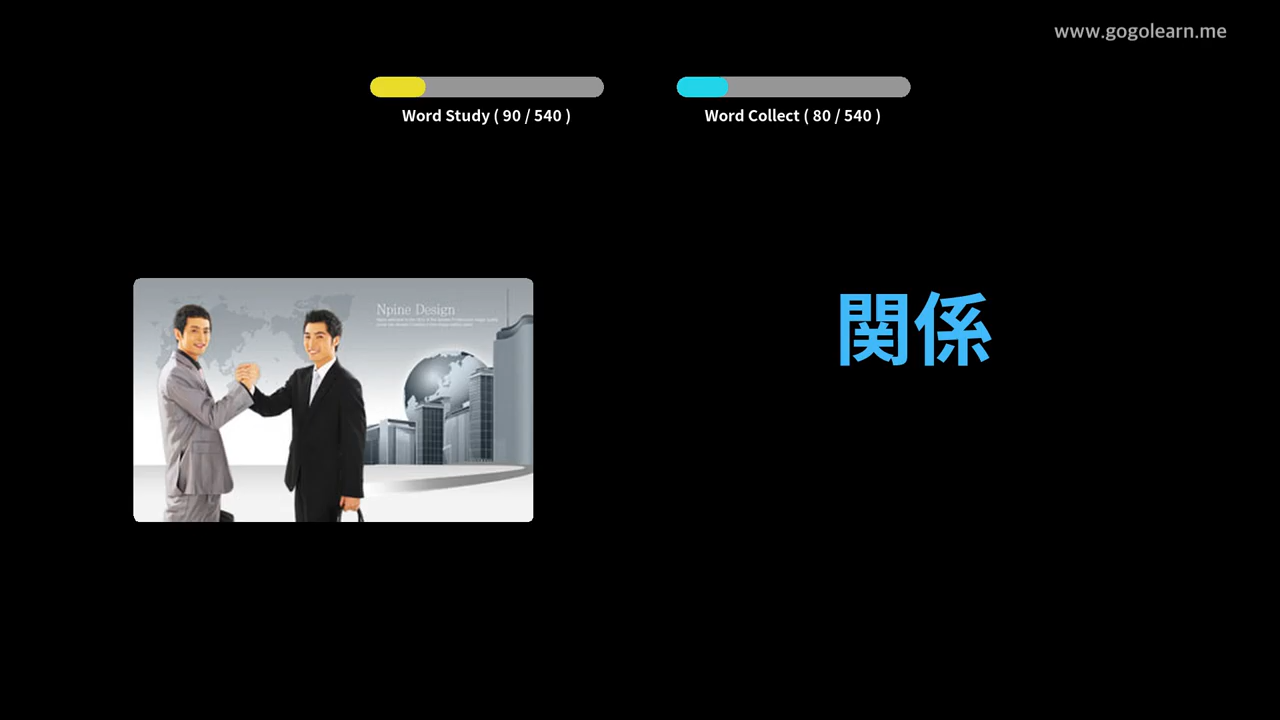 www.gogolearn.me
Word Study ( 90 / 540 )
Word Collect ( 80 / 540 )
Npine Design
関係